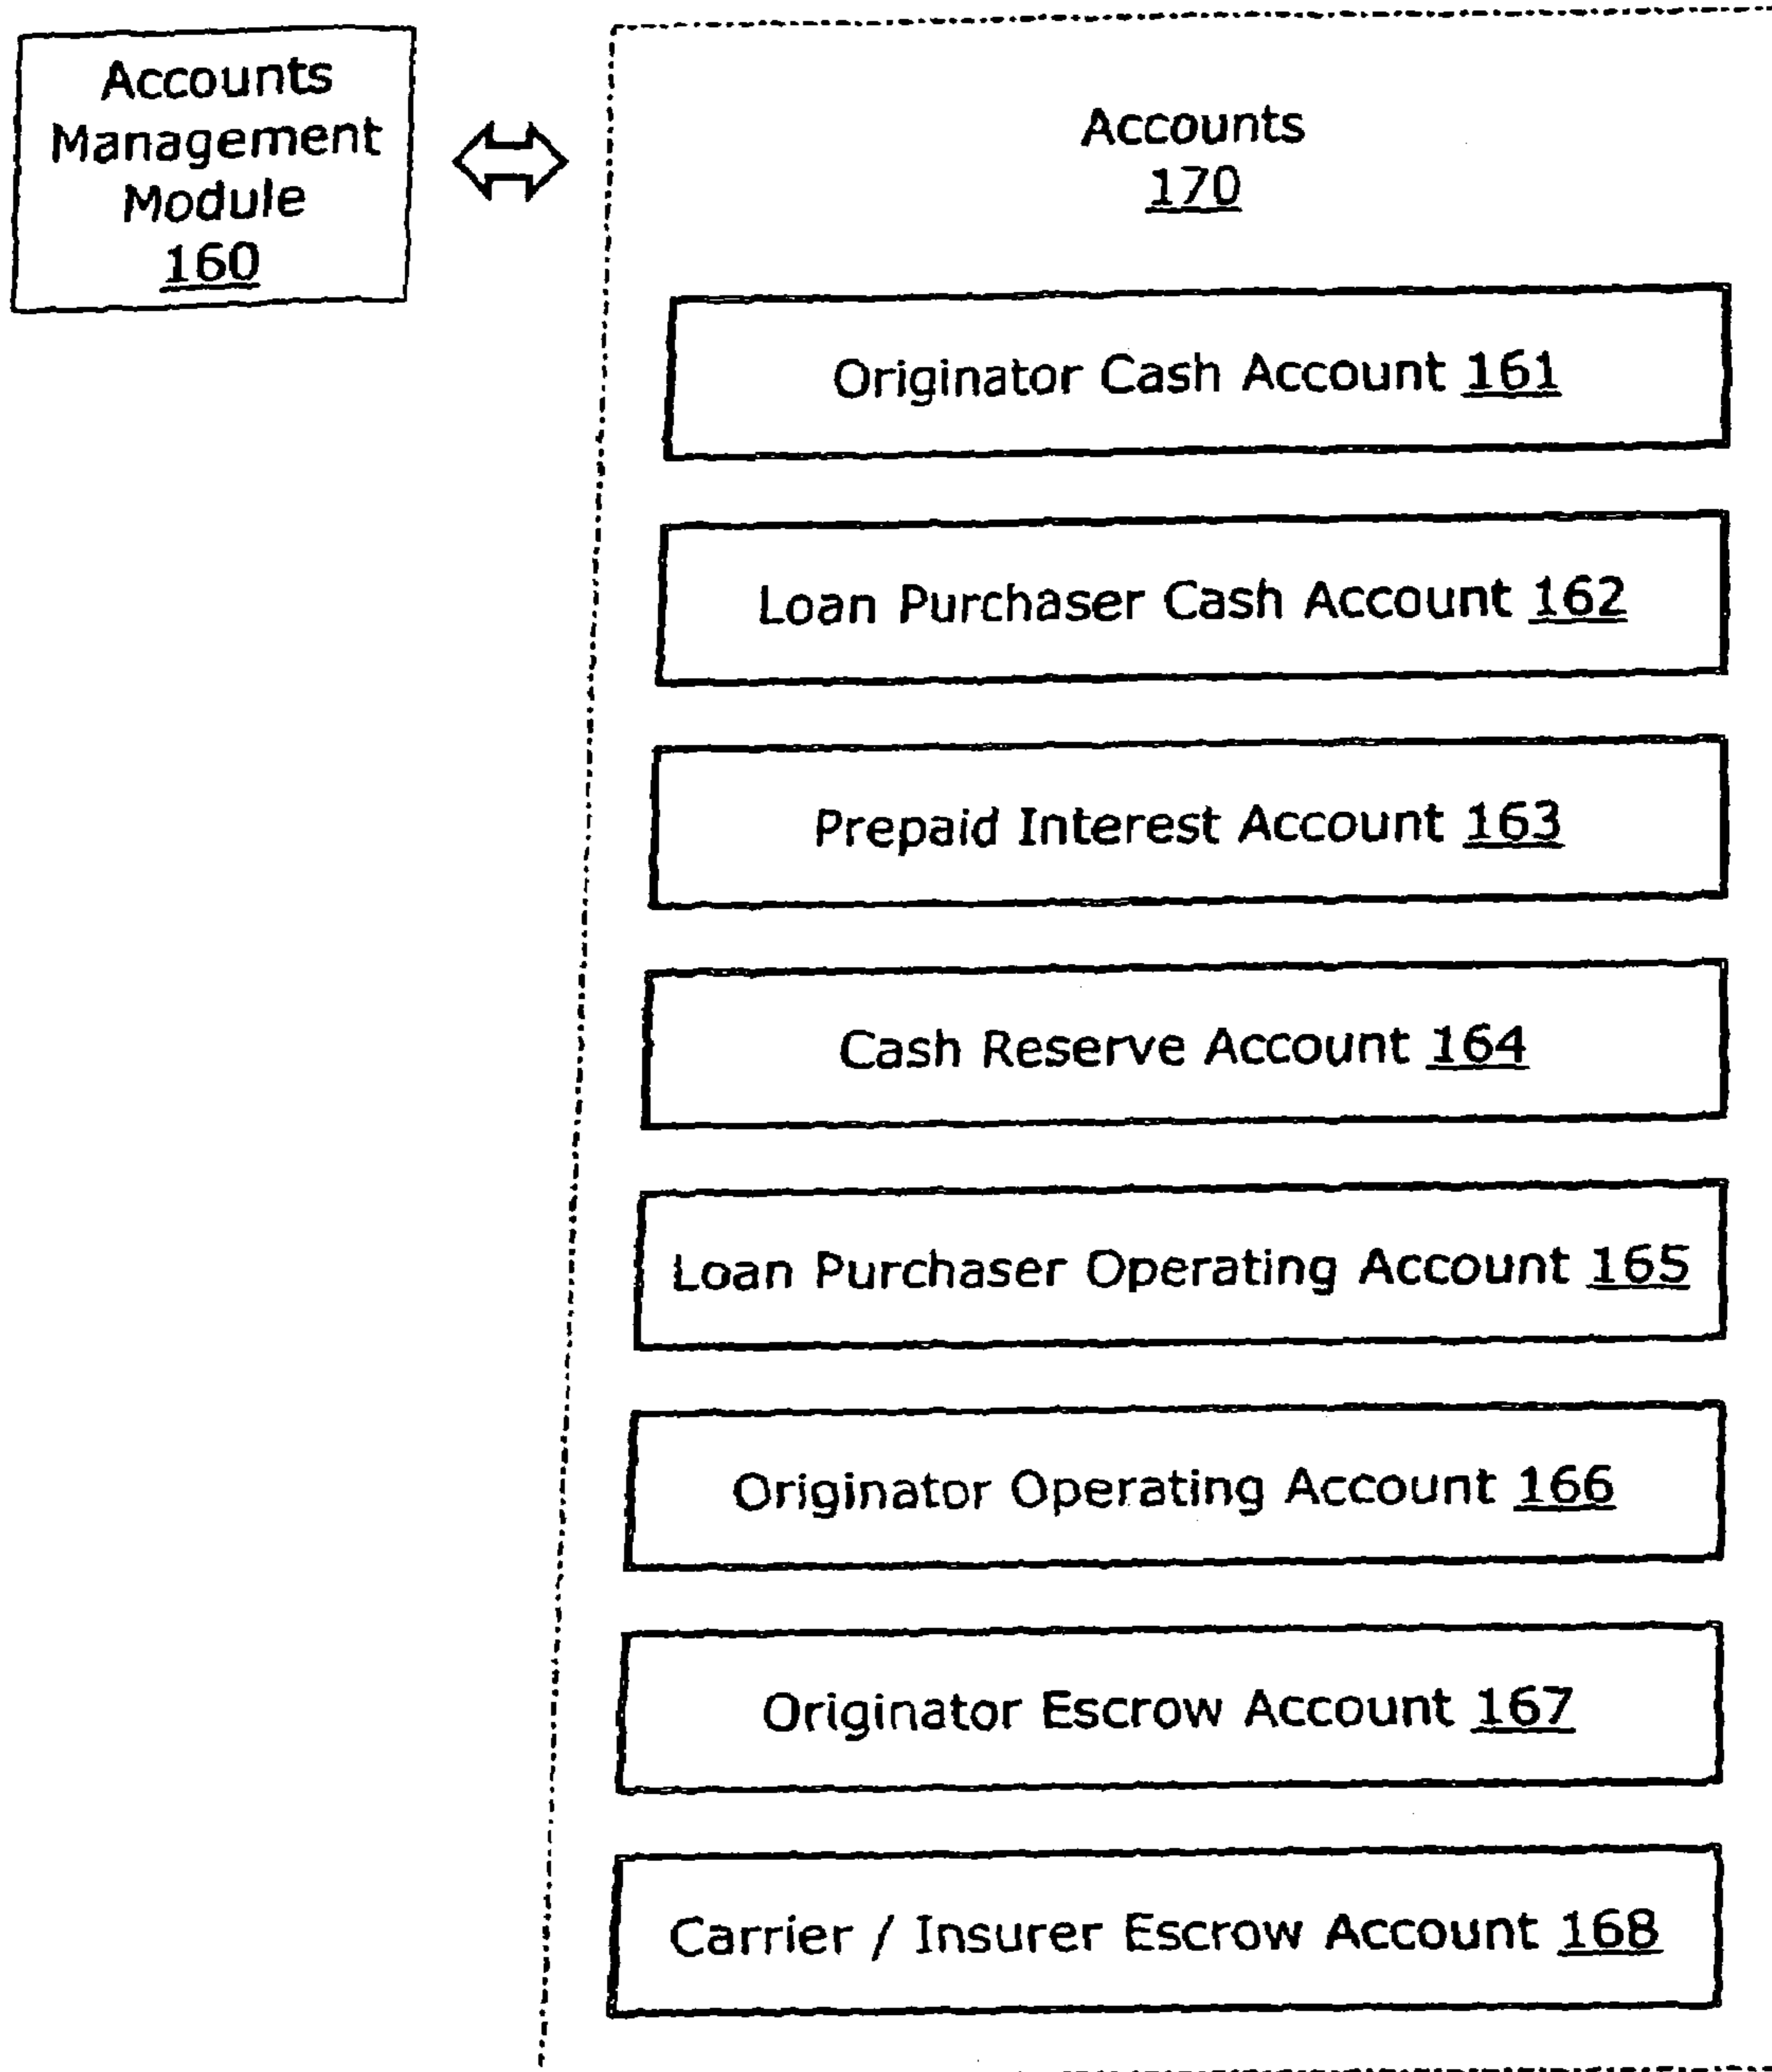 Accounts
Management
Module
160
Accounts
170
Originator Cash Account 161
Loan Purchaser Cash Account 162
Prepaid Interest Account 163
Cash Reserve Account 164
Loan Purchaser Operating Account 165
Originator Operating Account 166
Originator Escrow Account 167
Carrier / Insurer Escrow Account 168